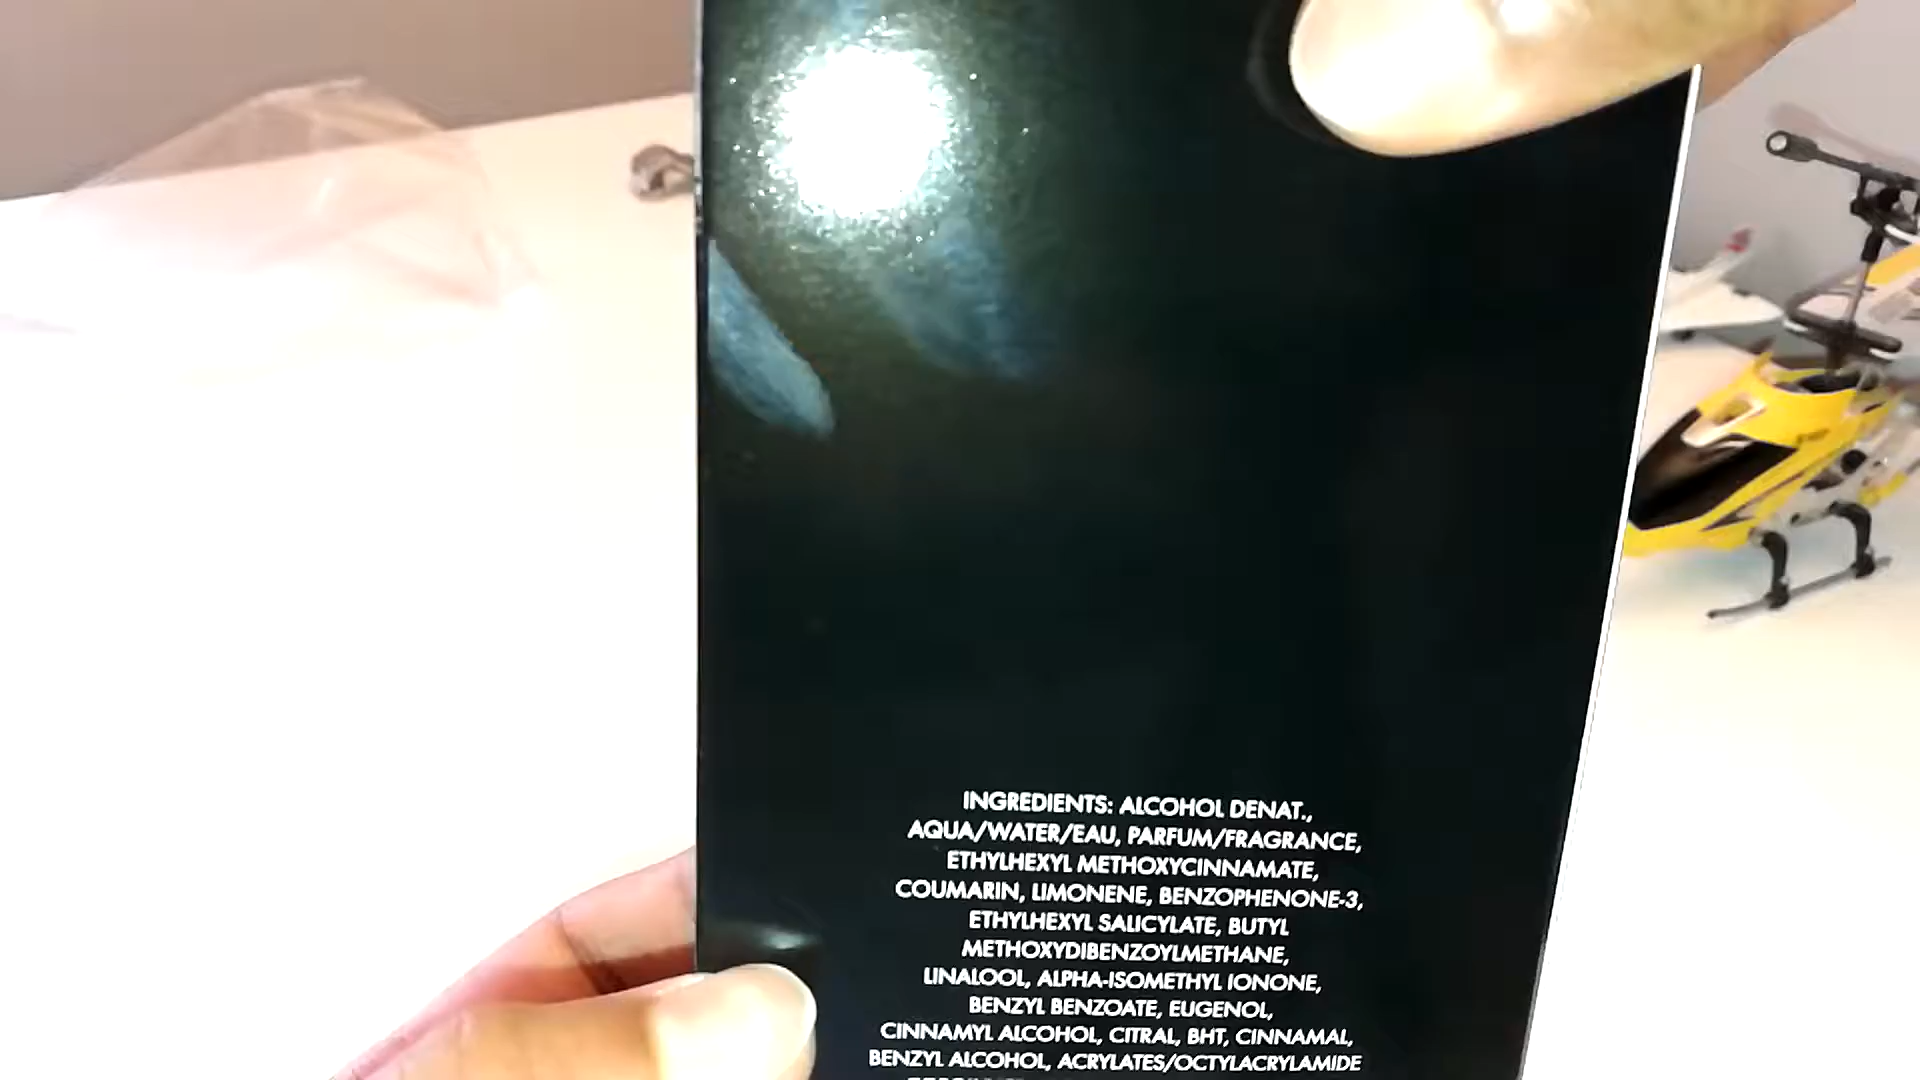 INGREDIENTS: ALCOHOL DENAT.,
AQUA/WATER/EAU, PARFUM/FRAGRANCE,
ETHYLHEXYL METHOXYCINNAMATE,
COUMARIN, LIMONENE, BENZOPHENONE-3,
ETHYLHEXYL SALICYLATE, BUTYL
METHOXYDIBENZOYLMETHANE,
LINALOOL, ALPHA-ISOMETHYL IONONE,
BENZYL BENZOATE, EUGENOL,
CINNAMYL ALCOHOL, CITRAL, BHT, CINNAMAL,
BENZYL ALCOHOL, ACRYLATES/OCTYLACRYLAMIDE